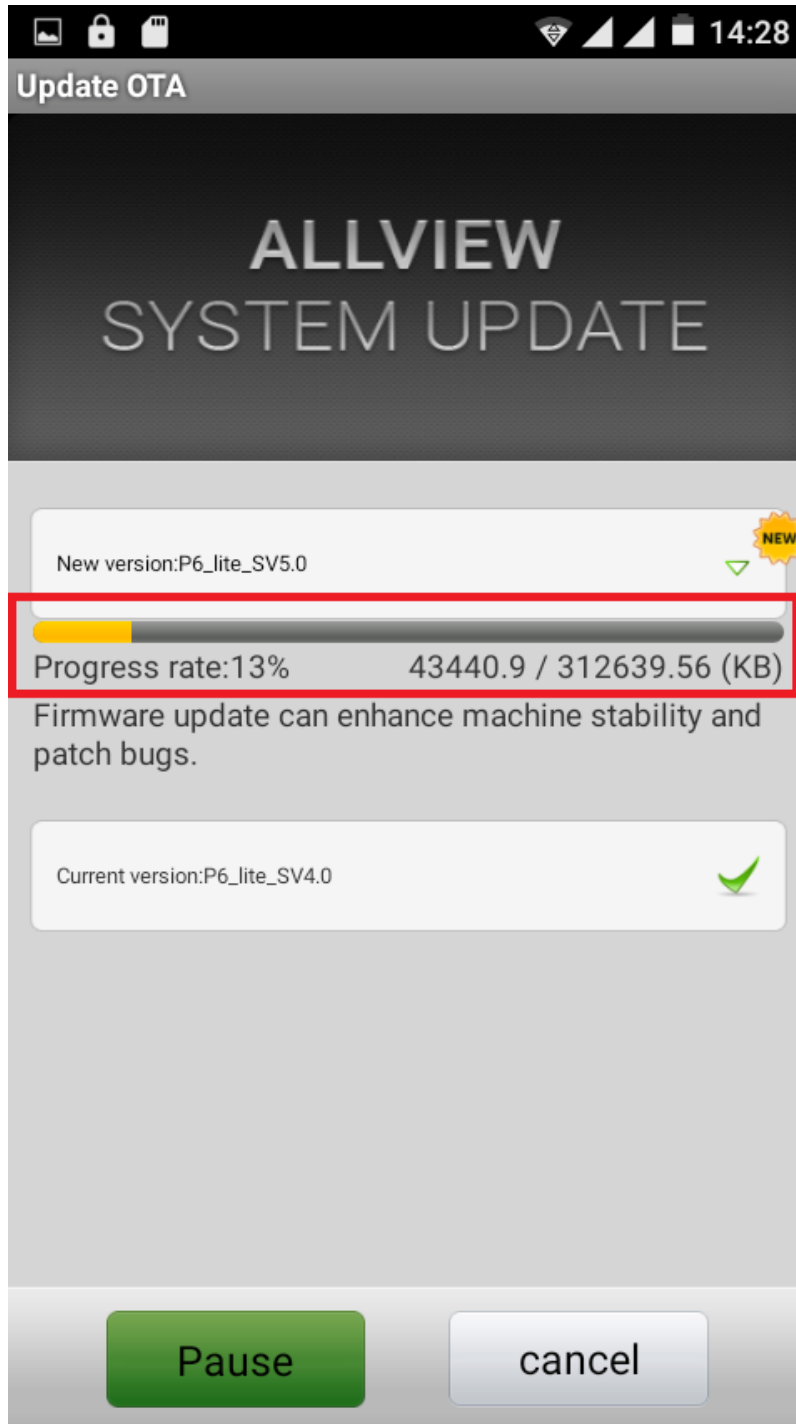 14:28
Update OTA
ALLVIEW
SYSTEM UPDATE
NEW
New version:P6_lite_SV5.0
Progress rate:13% 43440.9 / 312639.56 (KB)
Firmware update can enhance machine stability and
patch bugs.
Current version:P6_lite_SV4.0
Pause cancel